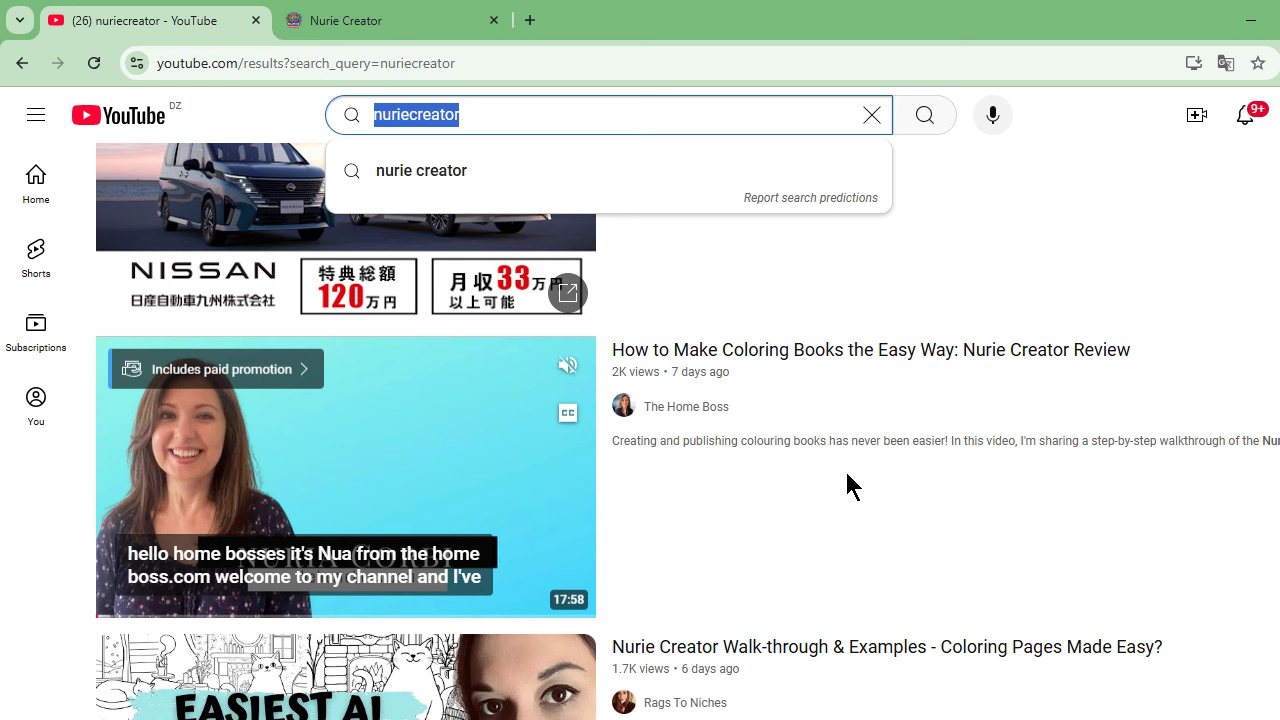 (26) nuriecreator - YouTube
Nurie Creator
youtube.com/results?search_query=nuriecreator
YouTube DZ
nuriecreator
9+
nurie creator
Report search predictions
Home
Shorts
Subscriptions
You
NISSAN
日産自動車九州株式会社
特典総額
120万円
月収33万円
以上可能
Includes paid promotion
CC
hello home bosses it's Nua from the home
boss.com welcome to my channel and I've
17:58
How to Make Coloring Books the Easy Way: Nurie Creator Review
2K views • 7 days ago
The Home Boss
Creating and publishing colouring books has never been easier! In this video, I'm sharing a step-by-step walkthrough of the Nur
EASIEST AI
Nurie Creator Walk-through & Examples - Coloring Pages Made Easy?
1.7K views • 6 days ago
Rags To Niches